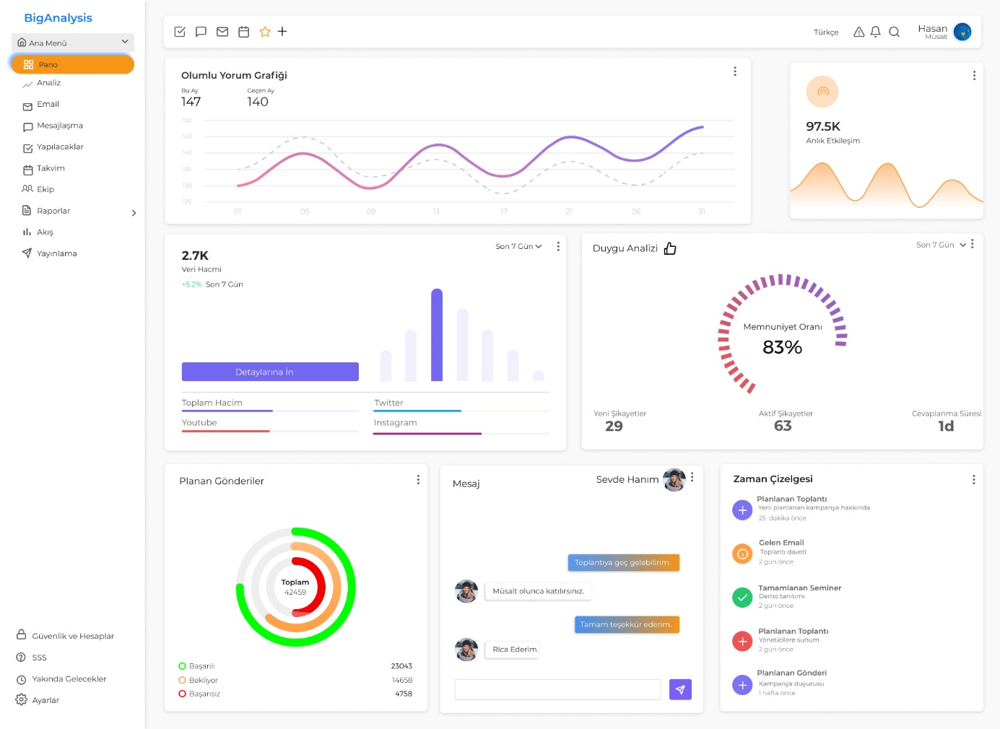 BigAnalysis
Ana Menü
Pano
Analiz
Email
Mesajlaşma
Yapılacaklar
Takvim
Ekip
Raporlar
Akış
Yayınlama
Güvenlik ve Hesaplar
SSS
Yakında Gelecekler
Ayarlar
Türkçe
Hasan
Müsait
Olumlu Yorum Grafiği
Bu Ay
Geçen Ay
147
140
150
145
140
135
130
125
01 05 09 13 17 21 26 31
97.5K
Anlık Etkileşim
2.7K
Veri Hacmi
+5.2% Son 7 Gün
Son 7 Gün
Detaylarına İn
Toplam Hacim
Twitter
Youtube
Instagram
Duygu Analizi
Son 7 Gün
Memnuniyet Oranı
83%
Yeni Şikayetler
29
Aktif Şikayetler
63
Cevaplanma Süresi
1d
Planan Gönderiler
Toplam
42459
Başarılı 23043
Bekliyor 14658
Başarısız 4758
Mesaj
Sevde Hanım
Toplantıya geç gelebilirim.
Müsait olunca katılırsınız.
Tamam teşekkür ederim.
Rica Ederim.
Zaman Çizelgesi
Planlanan Toplantı
Yeni planlanan kampanya hakkında
25 dakika önce
Gelen Email
Toplantı daveti
2 gün önce
Tamamlanan Seminer
Demo tanıtımı
2 gün önce
Planlanan Toplantı
Yöneticilere sunum
2 gün önce
Planlanan Gönderi
Kampanya duyurusu
1 hafta önce